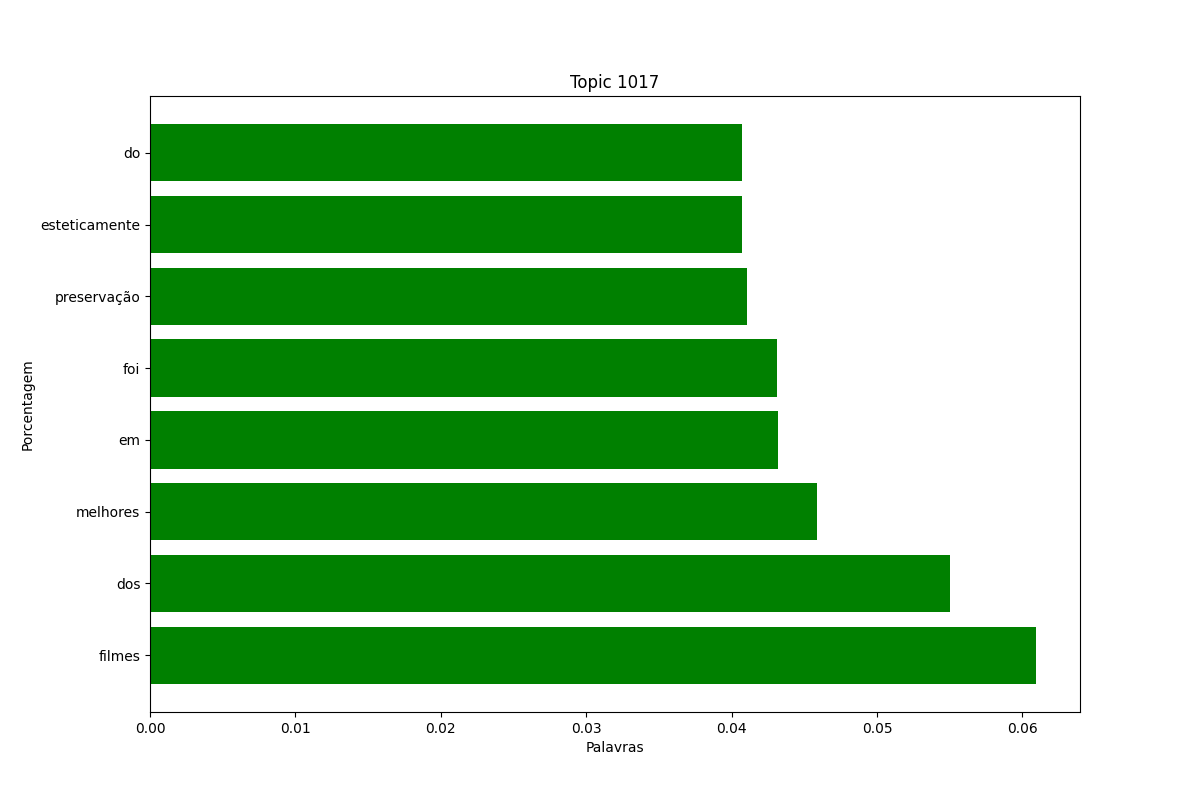 Topic 1017
do
esteticamente
preservação
foi
em
melhores
dos
filmes
Porcentagem
0.00 0.01 0.02 0.03 0.04 0.05 0.06
Palavras